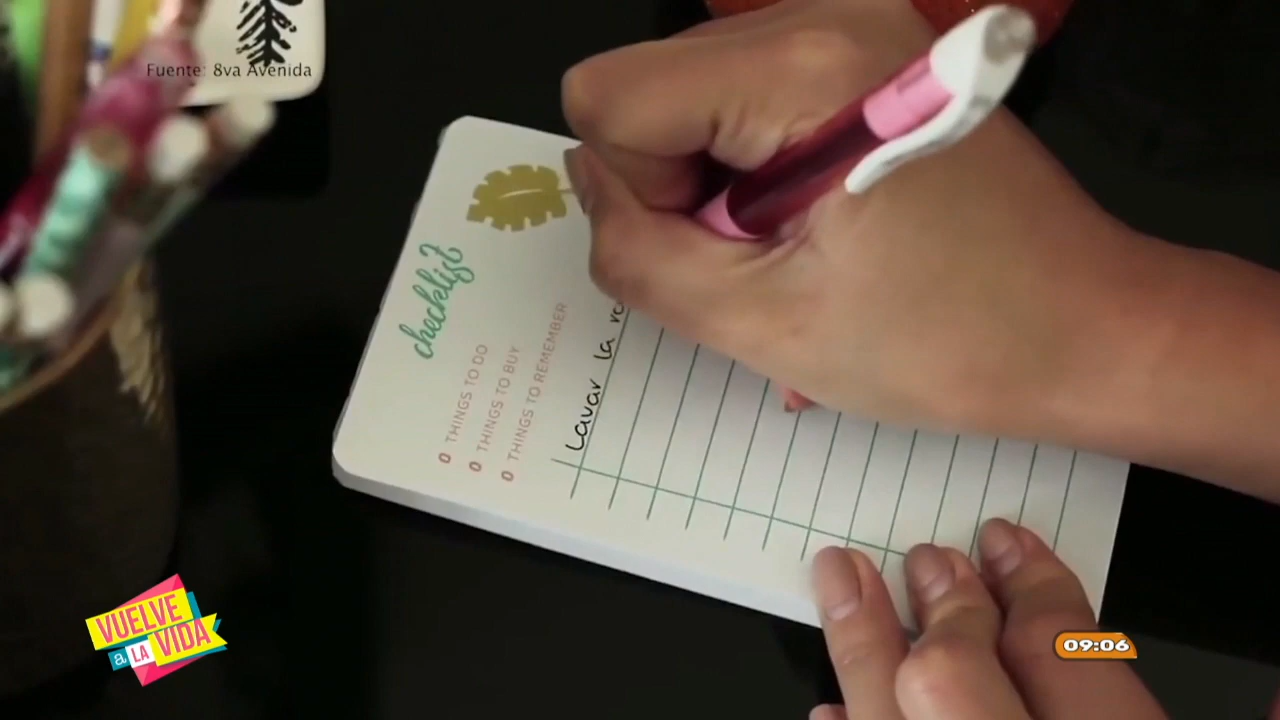 Fuente: 8va Avenida
checklist
THINGS TO DO
THINGS TO BUY
THINGS TO REMEMBER
Lavar la
VUELVE
a LA VIDA
09:06